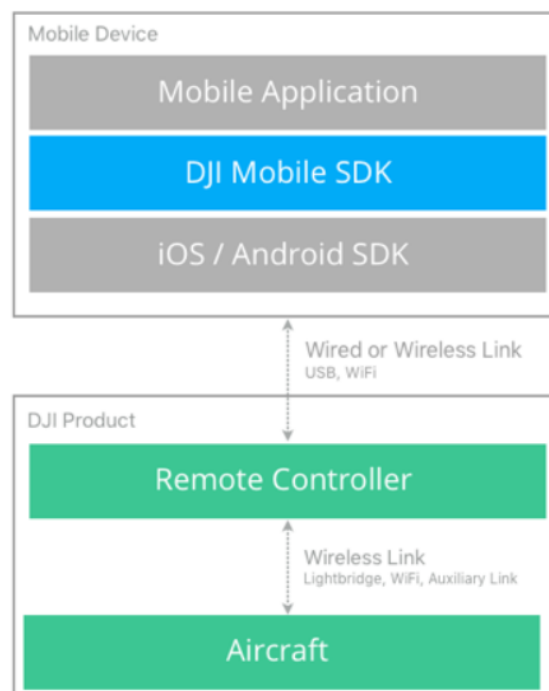 Mobile Device
Mobile Application
DJI Mobile SDK
iOS / Android SDK
Wired or Wireless Link
USB, WiFi
DJI Product
Remote Controller
Wireless Link
Lightbridge, WiFi, Auxiliary Link
Aircraft